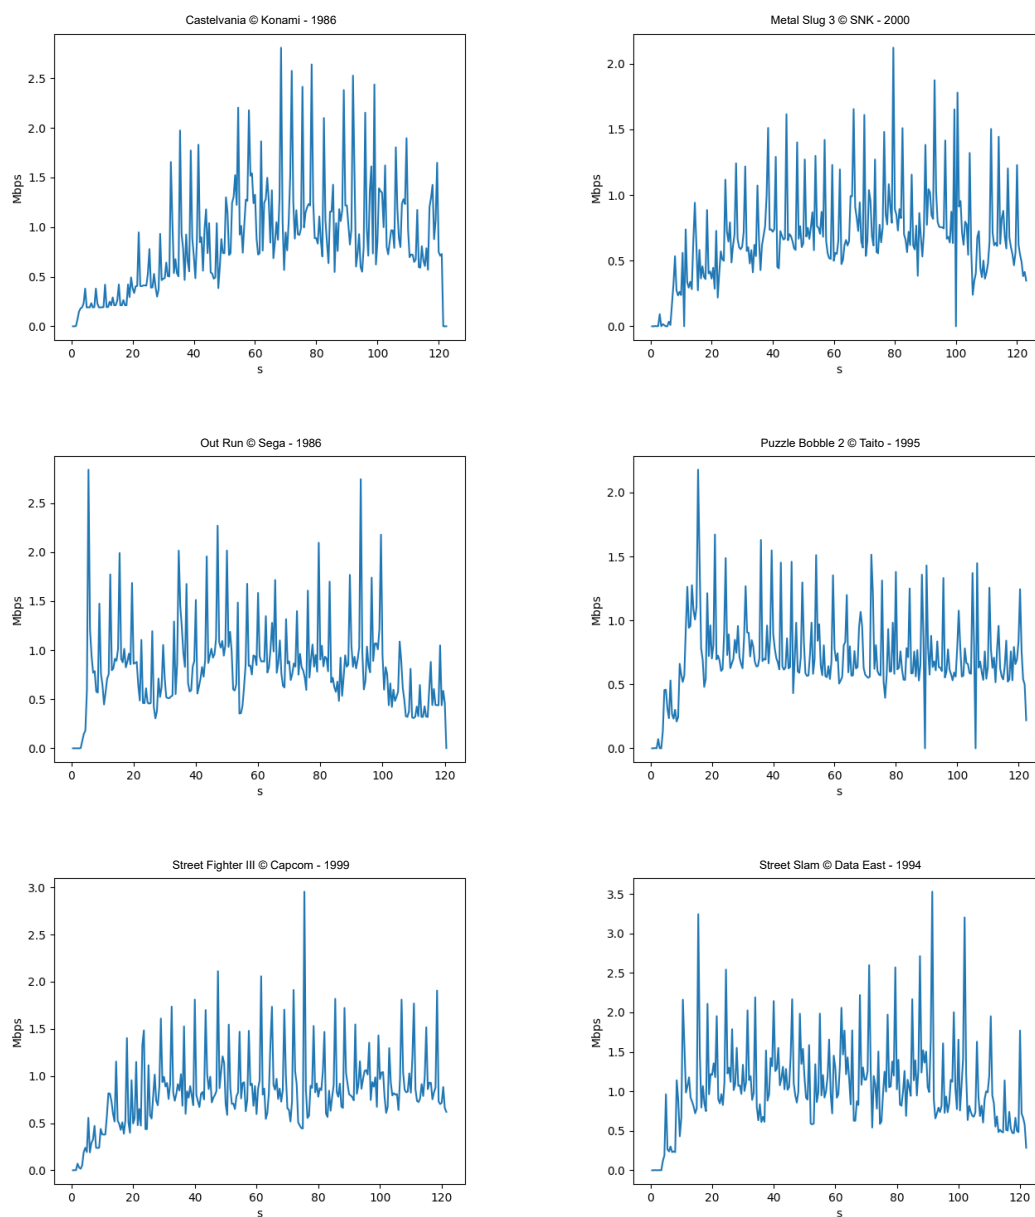 Castelvania © Konami - 1986
2.5
2.0
1.5
1.0
0.5
0.0
Mbps
0 20 40 60 80 100 120
s
Metal Slug 3 © SNK - 2000
2.0
1.5
1.0
0.5
0.0
Mbps
0 20 40 60 80 100 120
s
Out Run © Sega - 1986
2.5
2.0
1.5
1.0
0.5
0.0
Mbps
0 20 40 60 80 100 120
s
Puzzle Bobble 2 © Taito - 1995
2.0
1.5
1.0
0.5
0.0
Mbps
0 20 40 60 80 100 120
s
Street Fighter III © Capcom - 1999
3.0
2.5
2.0
1.5
1.0
0.5
0.0
Mbps
0 20 40 60 80 100 120
s
Street Slam © Data East - 1994
3.5
3.0
2.5
2.0
1.5
1.0
0.5
0.0
Mbps
0 20 40 60 80 100 120
s